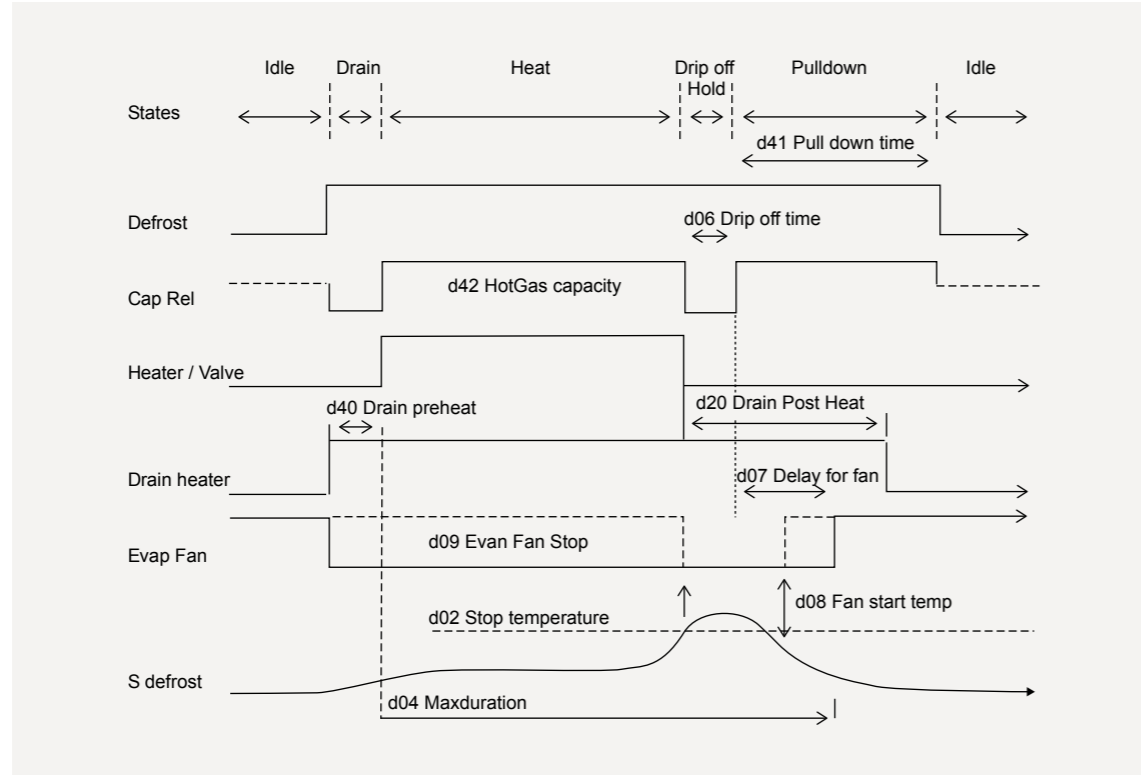 Idle
Drain
Heat
Drip off
Hold
Pulldown
Idle
States
d41 Pull down time
Defrost
d06 Drip off time
Cap Rel
d42 HotGas capacity
Heater / Valve
d40 Drain preheat
d20 Drain Post Heat
Drain heater
d07 Delay for fan
Evap Fan
d09 Evan Fan Stop
d08 Fan start temp
d02 Stop temperature
S defrost
d04 Maxduration